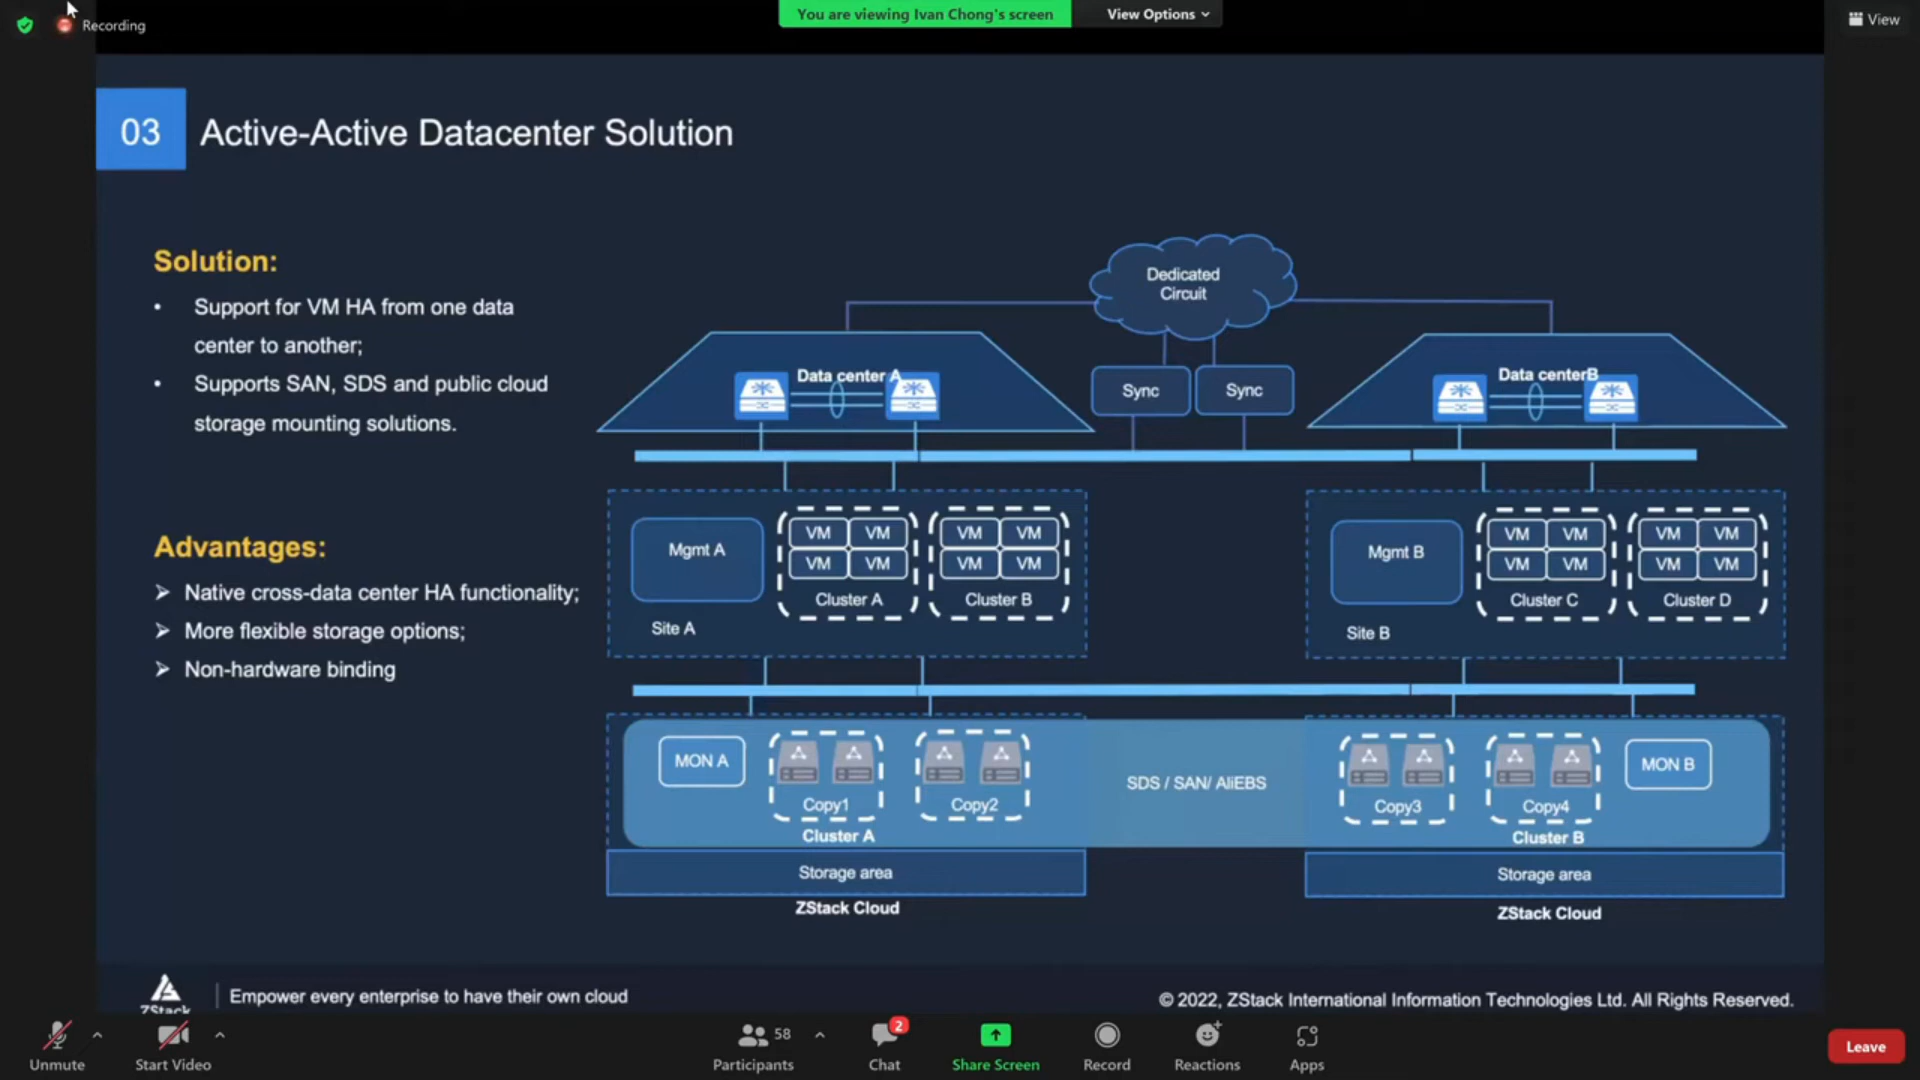 Recording
You are viewing Ivan Chong's screen
View Options
View
03
Active-Active Datacenter Solution
Solution:
• Support for VM HA from one data
center to another;
• Supports SAN, SDS and public cloud
storage mounting solutions.
Advantages:
➢ Native cross-data center HA functionality;
➢ More flexible storage options;
➢ Non-hardware binding
Dedicated
Circuit
Data center A
Sync
Sync
Data centerB
Mgmt A
VM VM
VM VM
Cluster A
VM VM
VM VM
Cluster B
Site A
Mgmt B
VM VM
VM VM
Cluster C
VM VM
VM VM
Cluster D
Site B
MON A
Copy1
Copy2
Cluster A
SDS / SAN/ AliEBS
Copy3
Copy4
MON B
Cluster B
Storage area
Storage area
ZStack Cloud
ZStack Cloud
ZStack
Empower every enterprise to have their own cloud
© 2022, ZStack International Information Technologies Ltd. All Rights Reserved.
Unmute
Start Video
58
Participants
2
Chat
Share Screen
Record
Reactions
Apps
Leave